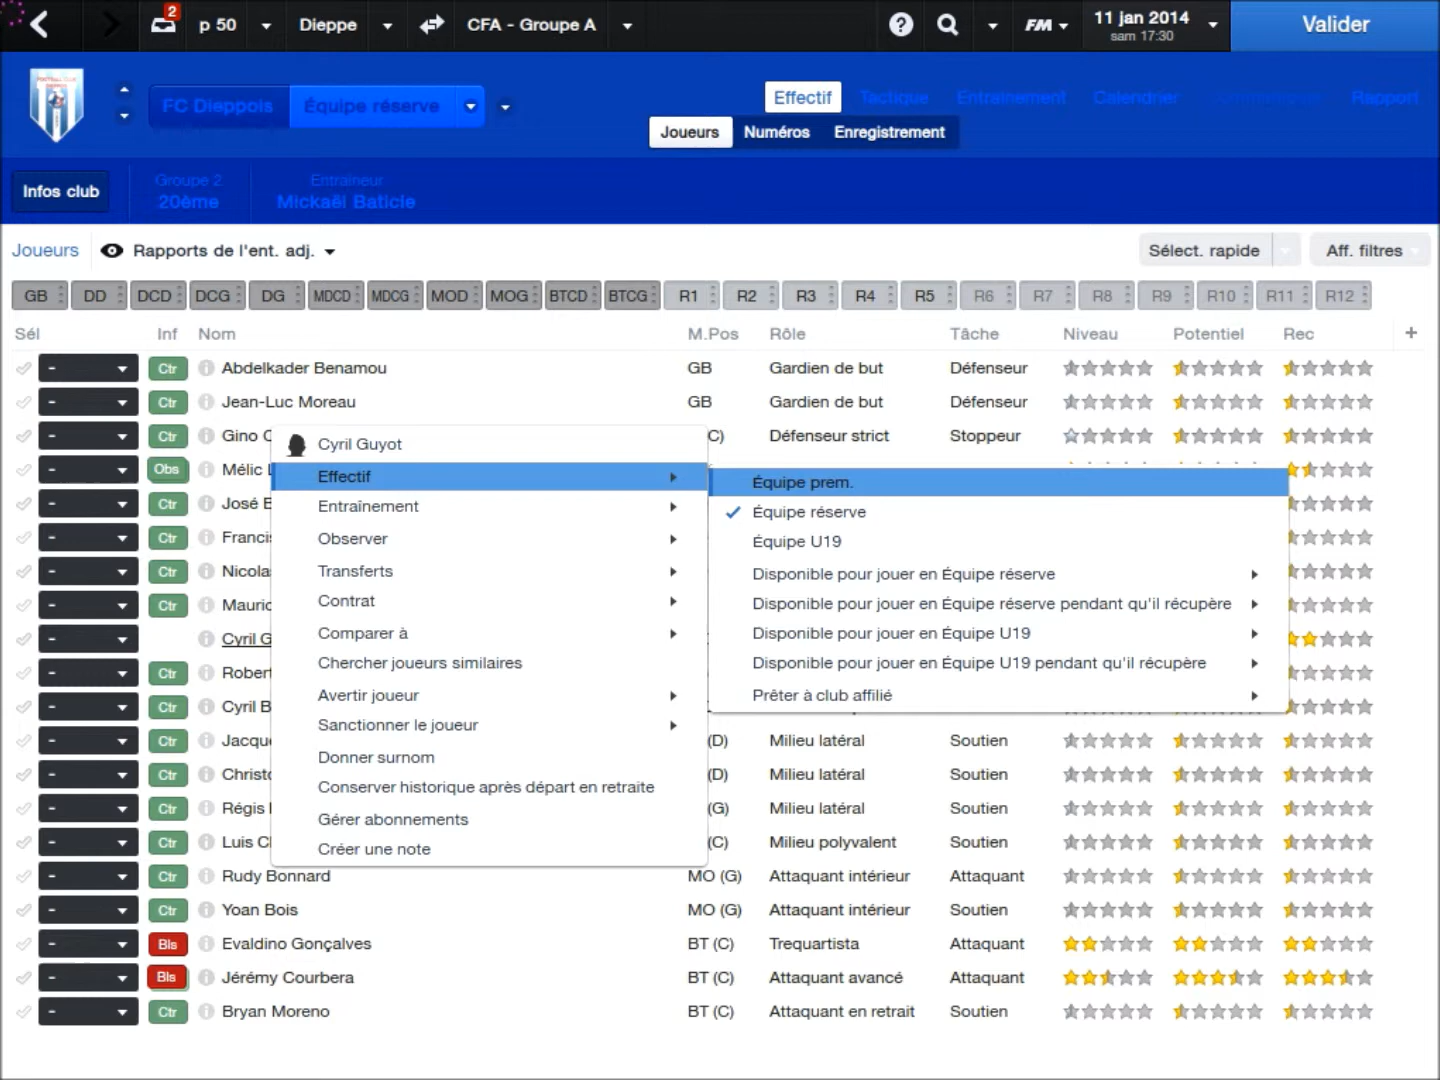 2 p 50 Dieppe CFA - Groupe A ? FM 11 jan 2014 Valider
sam 17:30
FC Dieppois Équipe réserve Effectif Tactique Entraînement Calendrier Rapport
Joueurs Numéros Enregistrement
Infos club Groupe 2 Entraîneur
20ème Mickaël Baticle
Joueurs Rapports de l'ent. adj. Sélect. rapide Aff. filtres
GB DD DCD DCG DG MDCD MDCG MOD MOG BTCD BTCG R1 R2 R3 R4 R5 R6 R7 R8 R9 R10 R11 R12
Sél Inf Nom M.Pos Rôle Tâche Niveau Potentiel Rec +
- Ctr Abdelkader Benamou GB Gardien de but Défenseur
- Ctr Jean-Luc Moreau GB Gardien de but Défenseur
- Ctr Gino C C) Défenseur strict Stoppeur
- Obs Mélic
- Ctr José B
- Ctr Francis
- Ctr Nicola
- Ctr Mauric
- Cyril G
- Ctr Robert
- Ctr Cyril B
- Ctr Jacque (D) Milieu latéral Soutien
- Ctr Christo (D) Milieu latéral Soutien
- Ctr Régis (G) Milieu latéral Soutien
- Ctr Luis C (C) Milieu polyvalent Soutien
- Ctr Rudy Bonnard MO (G) Attaquant intérieur Attaquant
- Ctr Yoan Bois MO (G) Attaquant intérieur Soutien
- Bls Evaldino Gonçalves BT (C) Trequartista Attaquant
- Bls Jérémy Courbera BT (C) Attaquant avancé Attaquant
- Ctr Bryan Moreno BT (C) Attaquant en retrait Soutien
Cyril Guyot
Effectif
Entraînement
Observer
Transferts
Contrat
Comparer à
Chercher joueurs similaires
Avertir joueur
Sanctionner le joueur
Donner surnom
Conserver historique après départ en retraite
Gérer abonnements
Créer une note
Équipe prem.
Équipe réserve
Équipe U19
Disponible pour jouer en Équipe réserve
Disponible pour jouer en Équipe réserve pendant qu'il récupère
Disponible pour jouer en Équipe U19
Disponible pour jouer en Équipe U19 pendant qu'il récupère
Prêter à club affilié